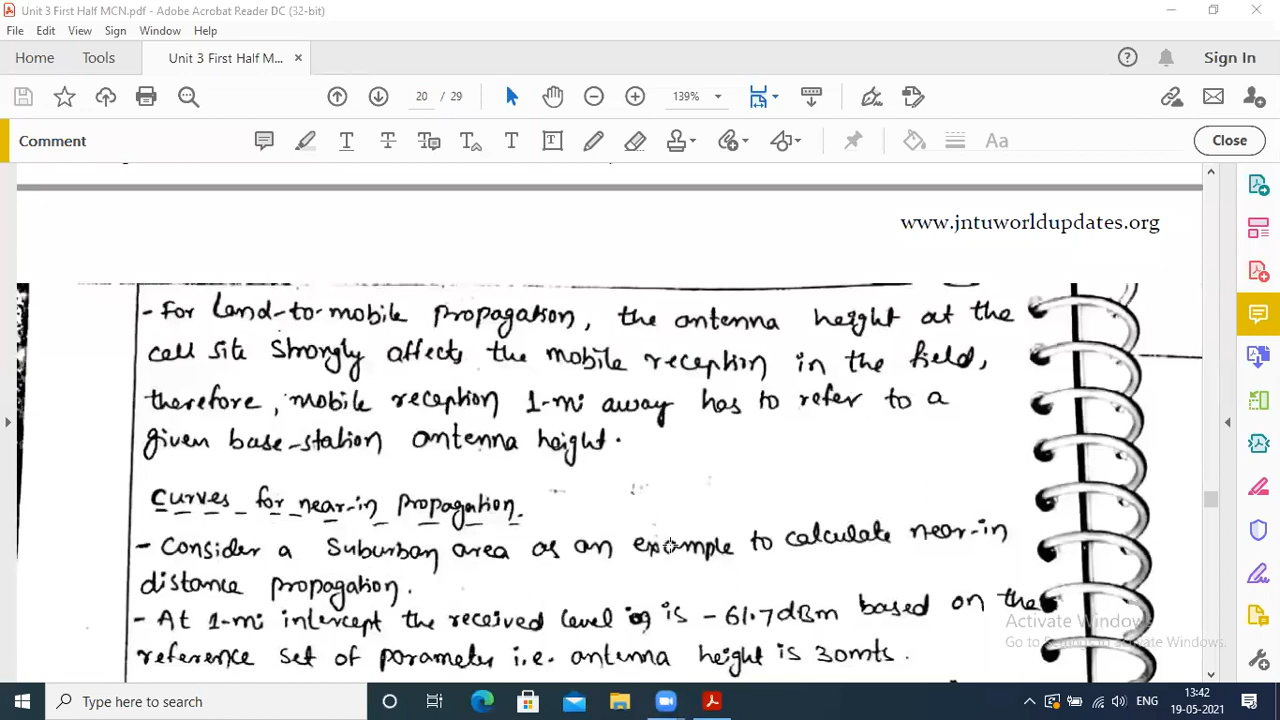 Unit 3 First Half MCN.pdf - Adobe Acrobat Reader DC (32-bit)
File Edit View Sign Window Help
Home Tools Unit 3 First Half M... × Sign In
20 / 29 139%
Comment Close
www.jntuworldupdates.org
- For Land-to-mobile propagation, the antenna height at the
cell site strongly affects the mobile reception in the field,
therefore, mobile reception 1-mi away has to refer to a
given base-station antenna height.
Curves for near-in propagation.
- Consider a suburban area as an example to calculate near-in
distance propagation.
- At 1-mi intercept the received level is -61.7dBm based on the
reference set of parameter i.e. antenna height is 30mts.
Activate Windows
Go to Settings to activate Windows.
Type here to search
ENG
13:42
19-05-2021